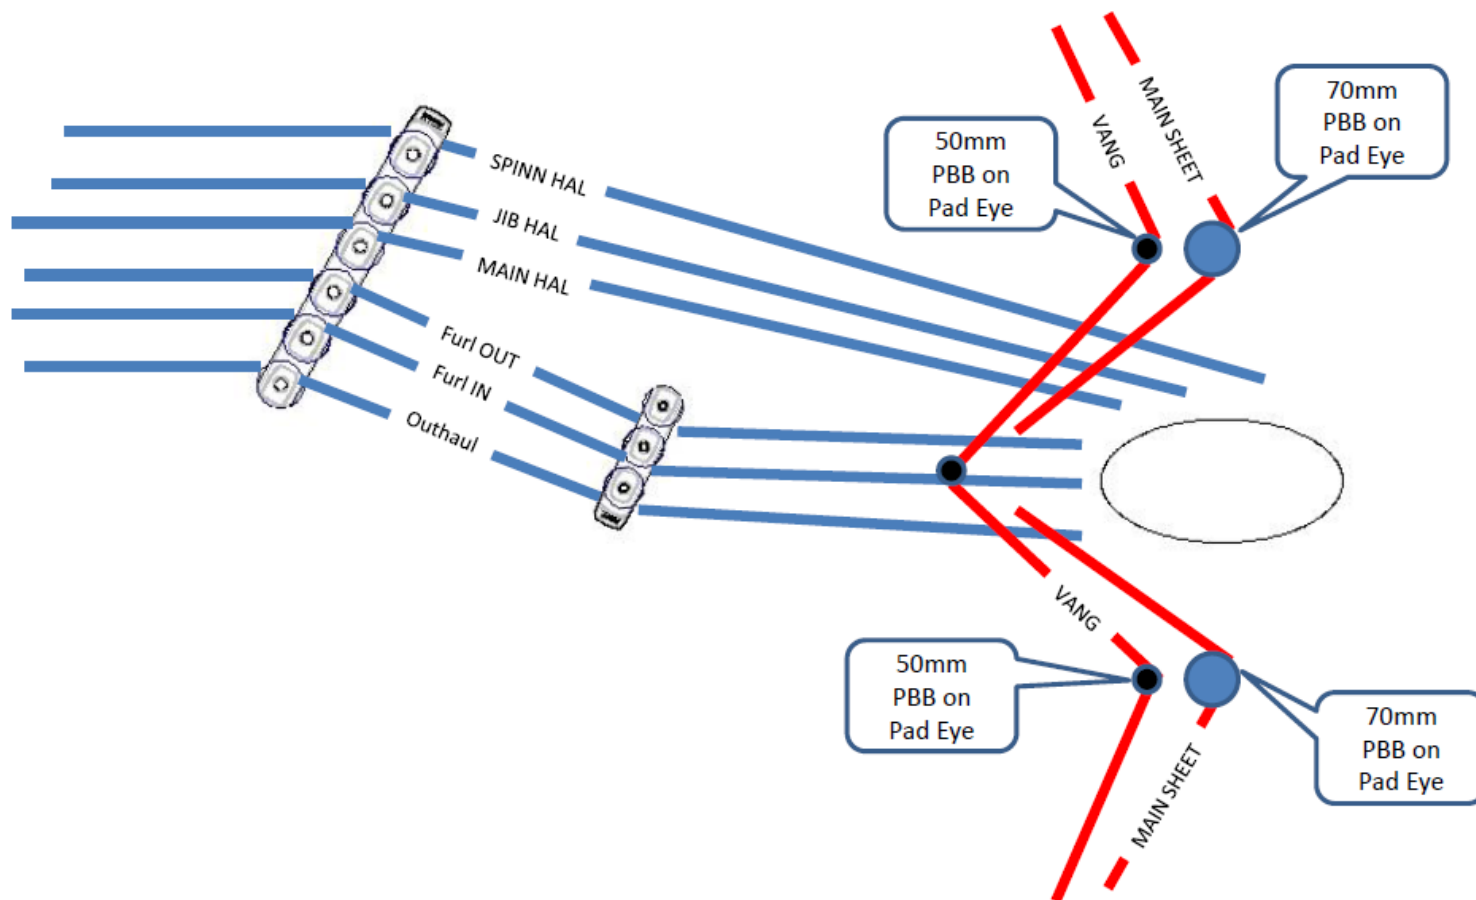 MAIN SHEET
VANG
70mm
PBB on
Pad Eye
50mm
PBB on
Pad Eye
SPINN HAL
JIB HAL
MAIN HAL
Furl OUT
Furl IN
Outhaul
VANG
50mm
PBB on
Pad Eye
70mm
PBB on
Pad Eye
MAIN SHEET